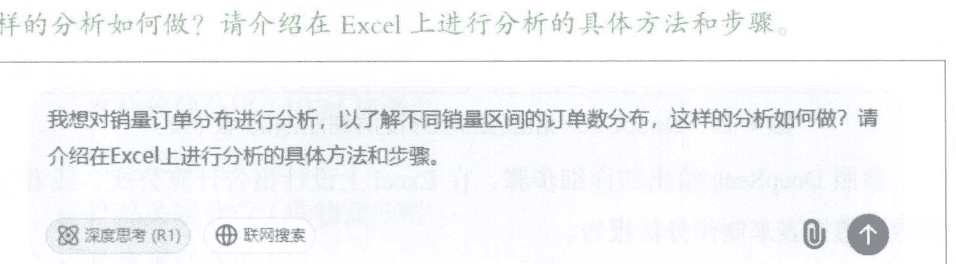 样的分析如何做？请介绍在 Excel 上进行分析的具体方法和步骤。
我想对销量订单分布进行分析，以了解不同销量区间的订单数分布，这样的分析如何做？请
介绍在Excel上进行分析的具体方法和步骤。
深度思考 (R1) 联网搜索